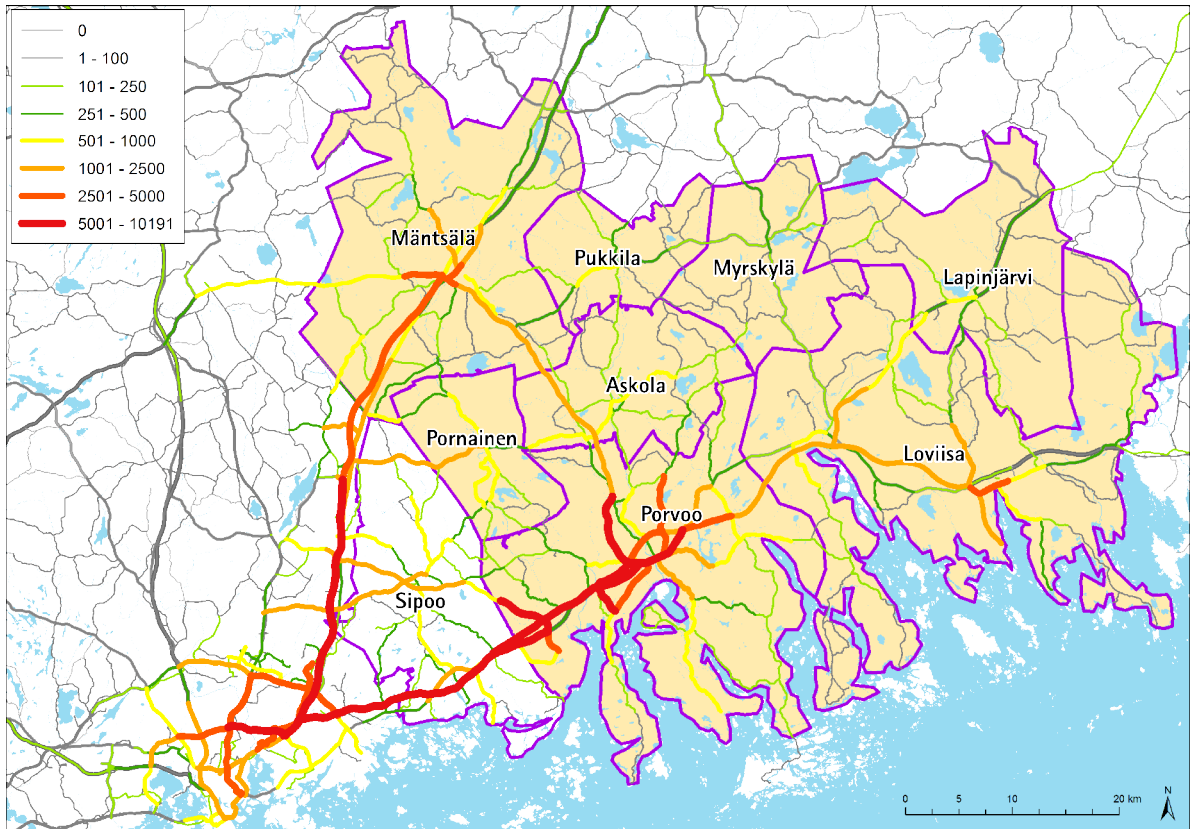 0
1 - 100
101 - 250
251 - 500
501 - 1000
1001 - 2500
2501 - 5000
5001 - 10191
Mäntsälä
Pukkila
Myrskylä
Lapinjärvi
Askola
Pornainen
Loviisa
Porvoo
Sipoo
N
0 5 10 20 km